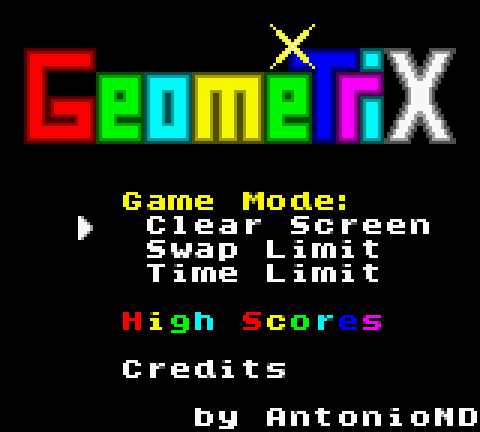 GeomeTriX
Game Mode:
Clear Screen
Swap Limit
Time Limit
High Scores
Credits
by AntonioND